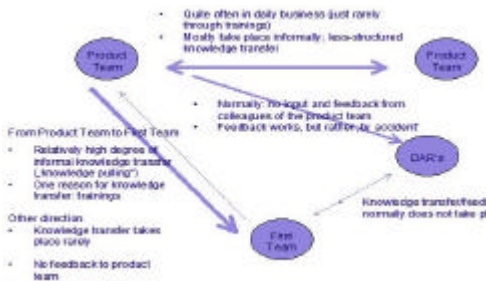 • Quite often in daily business (just rarely
through trainings)
• Mostly take place informally; less-structured
knowledge transfer
Product
Team
Product
Team
• Normally: no input and feedback from
colleagues of the product team
• Feedback works, but rather „by accident“
From Product Team to First Team
• Relatively high degree of
informal knowledge transfer
(„knowledge pulling“)
• One reason for knowledge
transfer: trainings
DAR's
Knowledge transfer/feed
normally does not take pl
Other direction
• Knowledge transfer takes
place rarely
• No feedback to product
team
First
Team